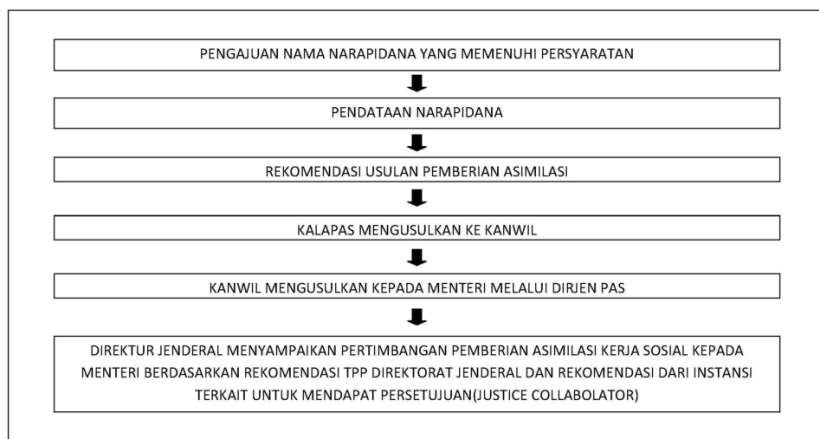 PENGAJUAN NAMA NARAPIDANA YANG MEMENUHI PERSYARATAN
PENDATAAN NARAPIDANA
REKOMENDASI USULAN PEMBERIAN ASIMILASI
KALAPAS MENGUSULKAN KE KANWIL
KANWIL MENGUSULKAN KEPADA MENTERI MELALUI DIRJEN PAS
DIREKTUR JENDERAL MENYAMPAIKAN PERTIMBANGAN PEMBERIAN ASIMILASI KERJA SOSIAL KEPADA
MENTERI BERDASARKAN REKOMENDASI TPP DIREKTORAT JENDERAL DAN REKOMENDASI DARI INSTANSI
TERKAIT UNTUK MENDAPAT PERSETUJUAN(JUSTICE COLLABOLATOR)